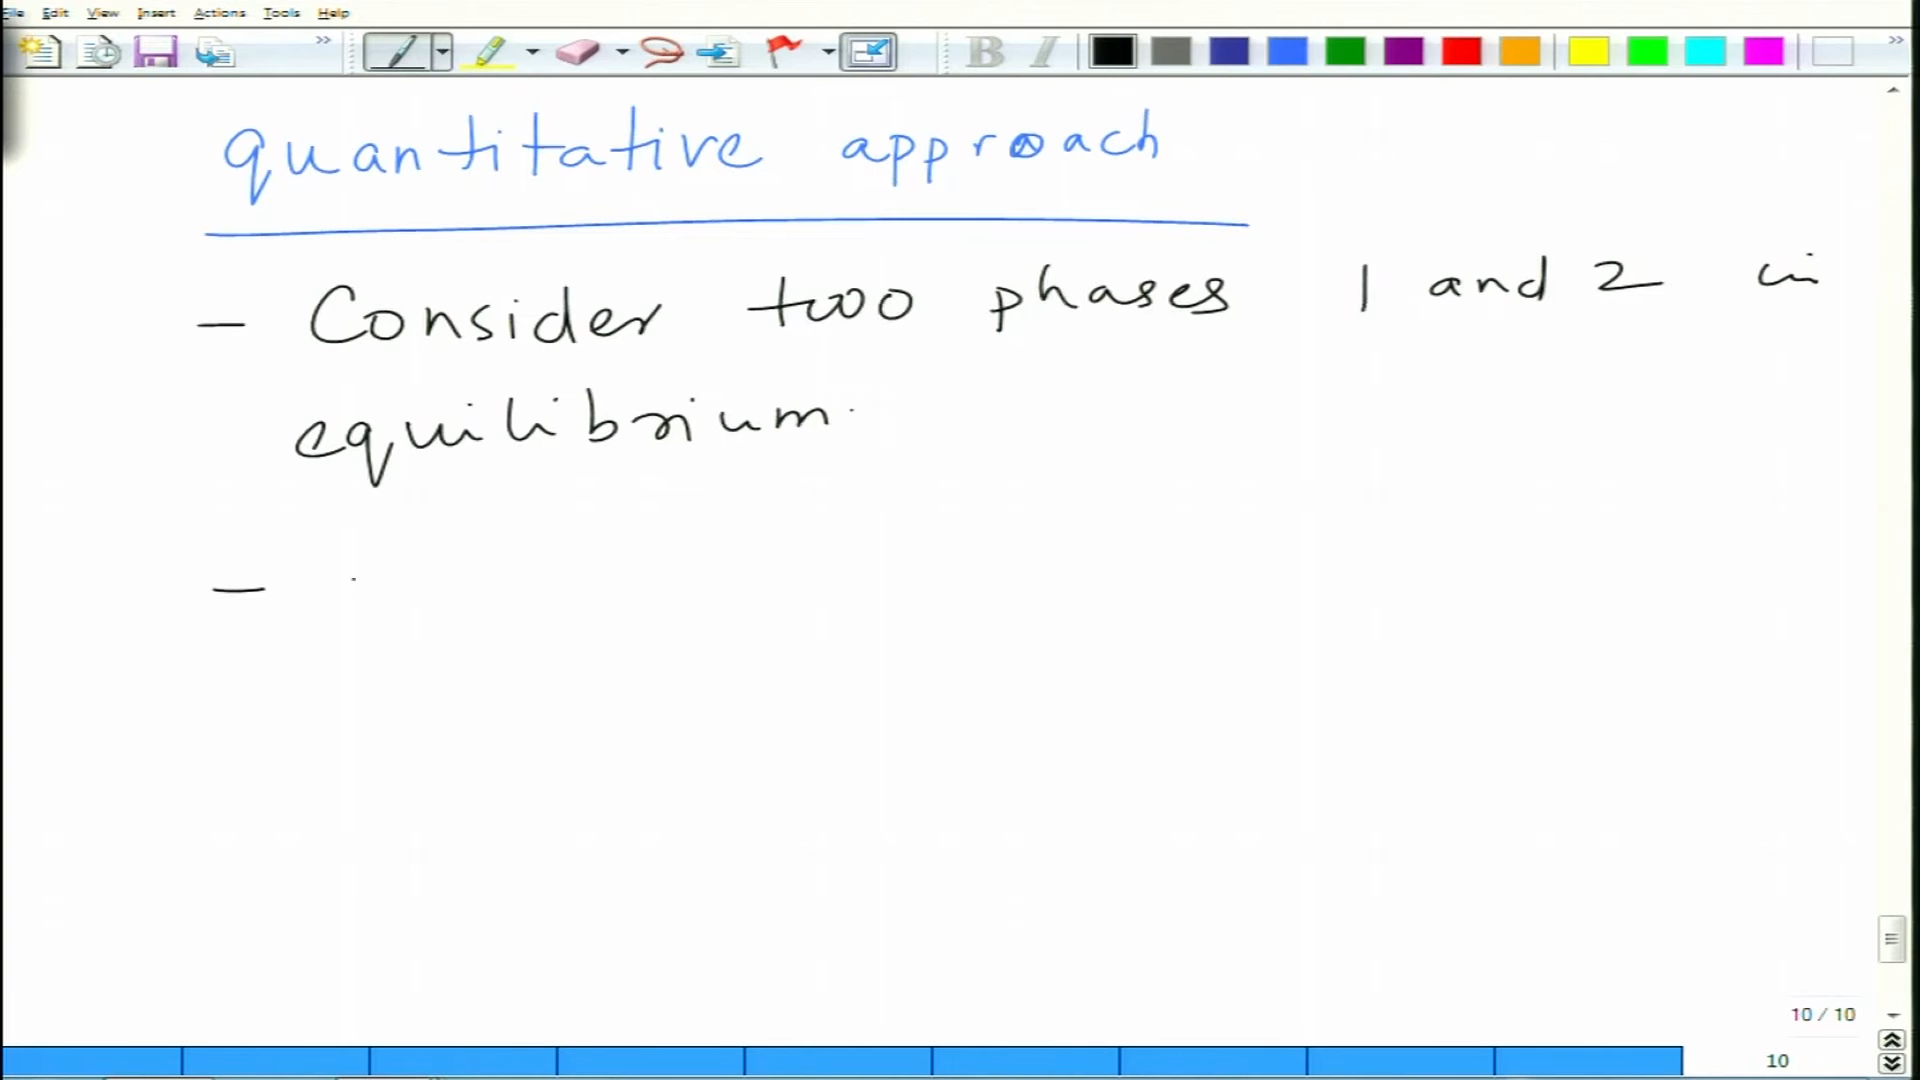 File Edit View Insert Actions Tools Help
B I
quantitative approach
– Consider two phases 1 and 2 in
equilibrium.
–
10 / 10
10